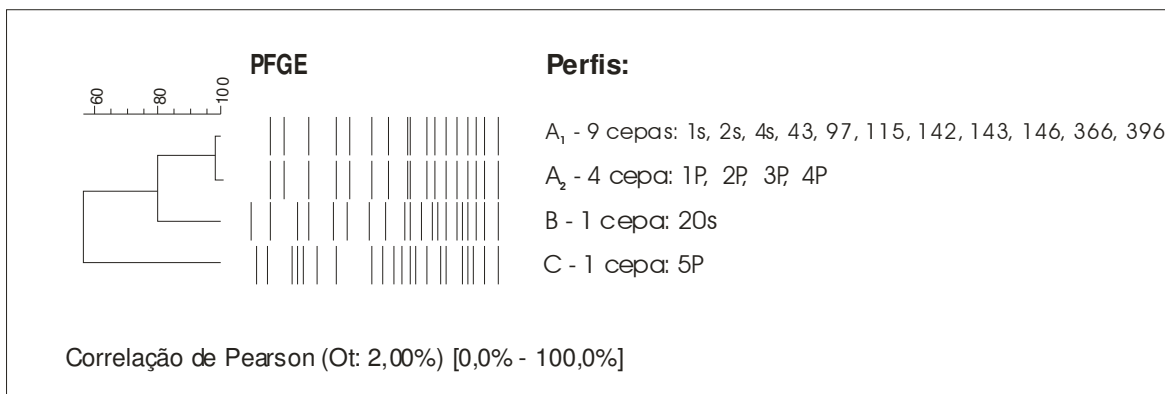 PFGE
Perfis:
60 80 100
A₁ - 9 cepas: 1s, 2s, 4s, 43, 97, 115, 142, 143, 146, 366, 396
A₂ - 4 cepa: 1P, 2P, 3P, 4P
B - 1 cepa: 20s
C - 1 cepa: 5P
Correlação de Pearson (Ot: 2,00%) [0,0% - 100,0%]